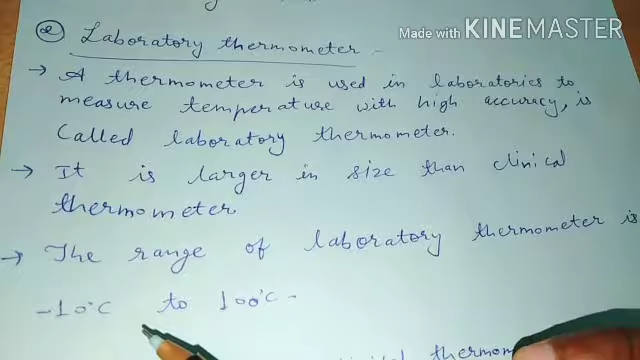 Made with KINEMASTER
② Laboratory thermometer -
→ A thermometer is used in laboratories to
measure temperature with high accuracy, is
called laboratory thermometer.
→ It is larger in size than clinical
thermometer.
→ The range of laboratory thermometer is
-10°C to 100°C -